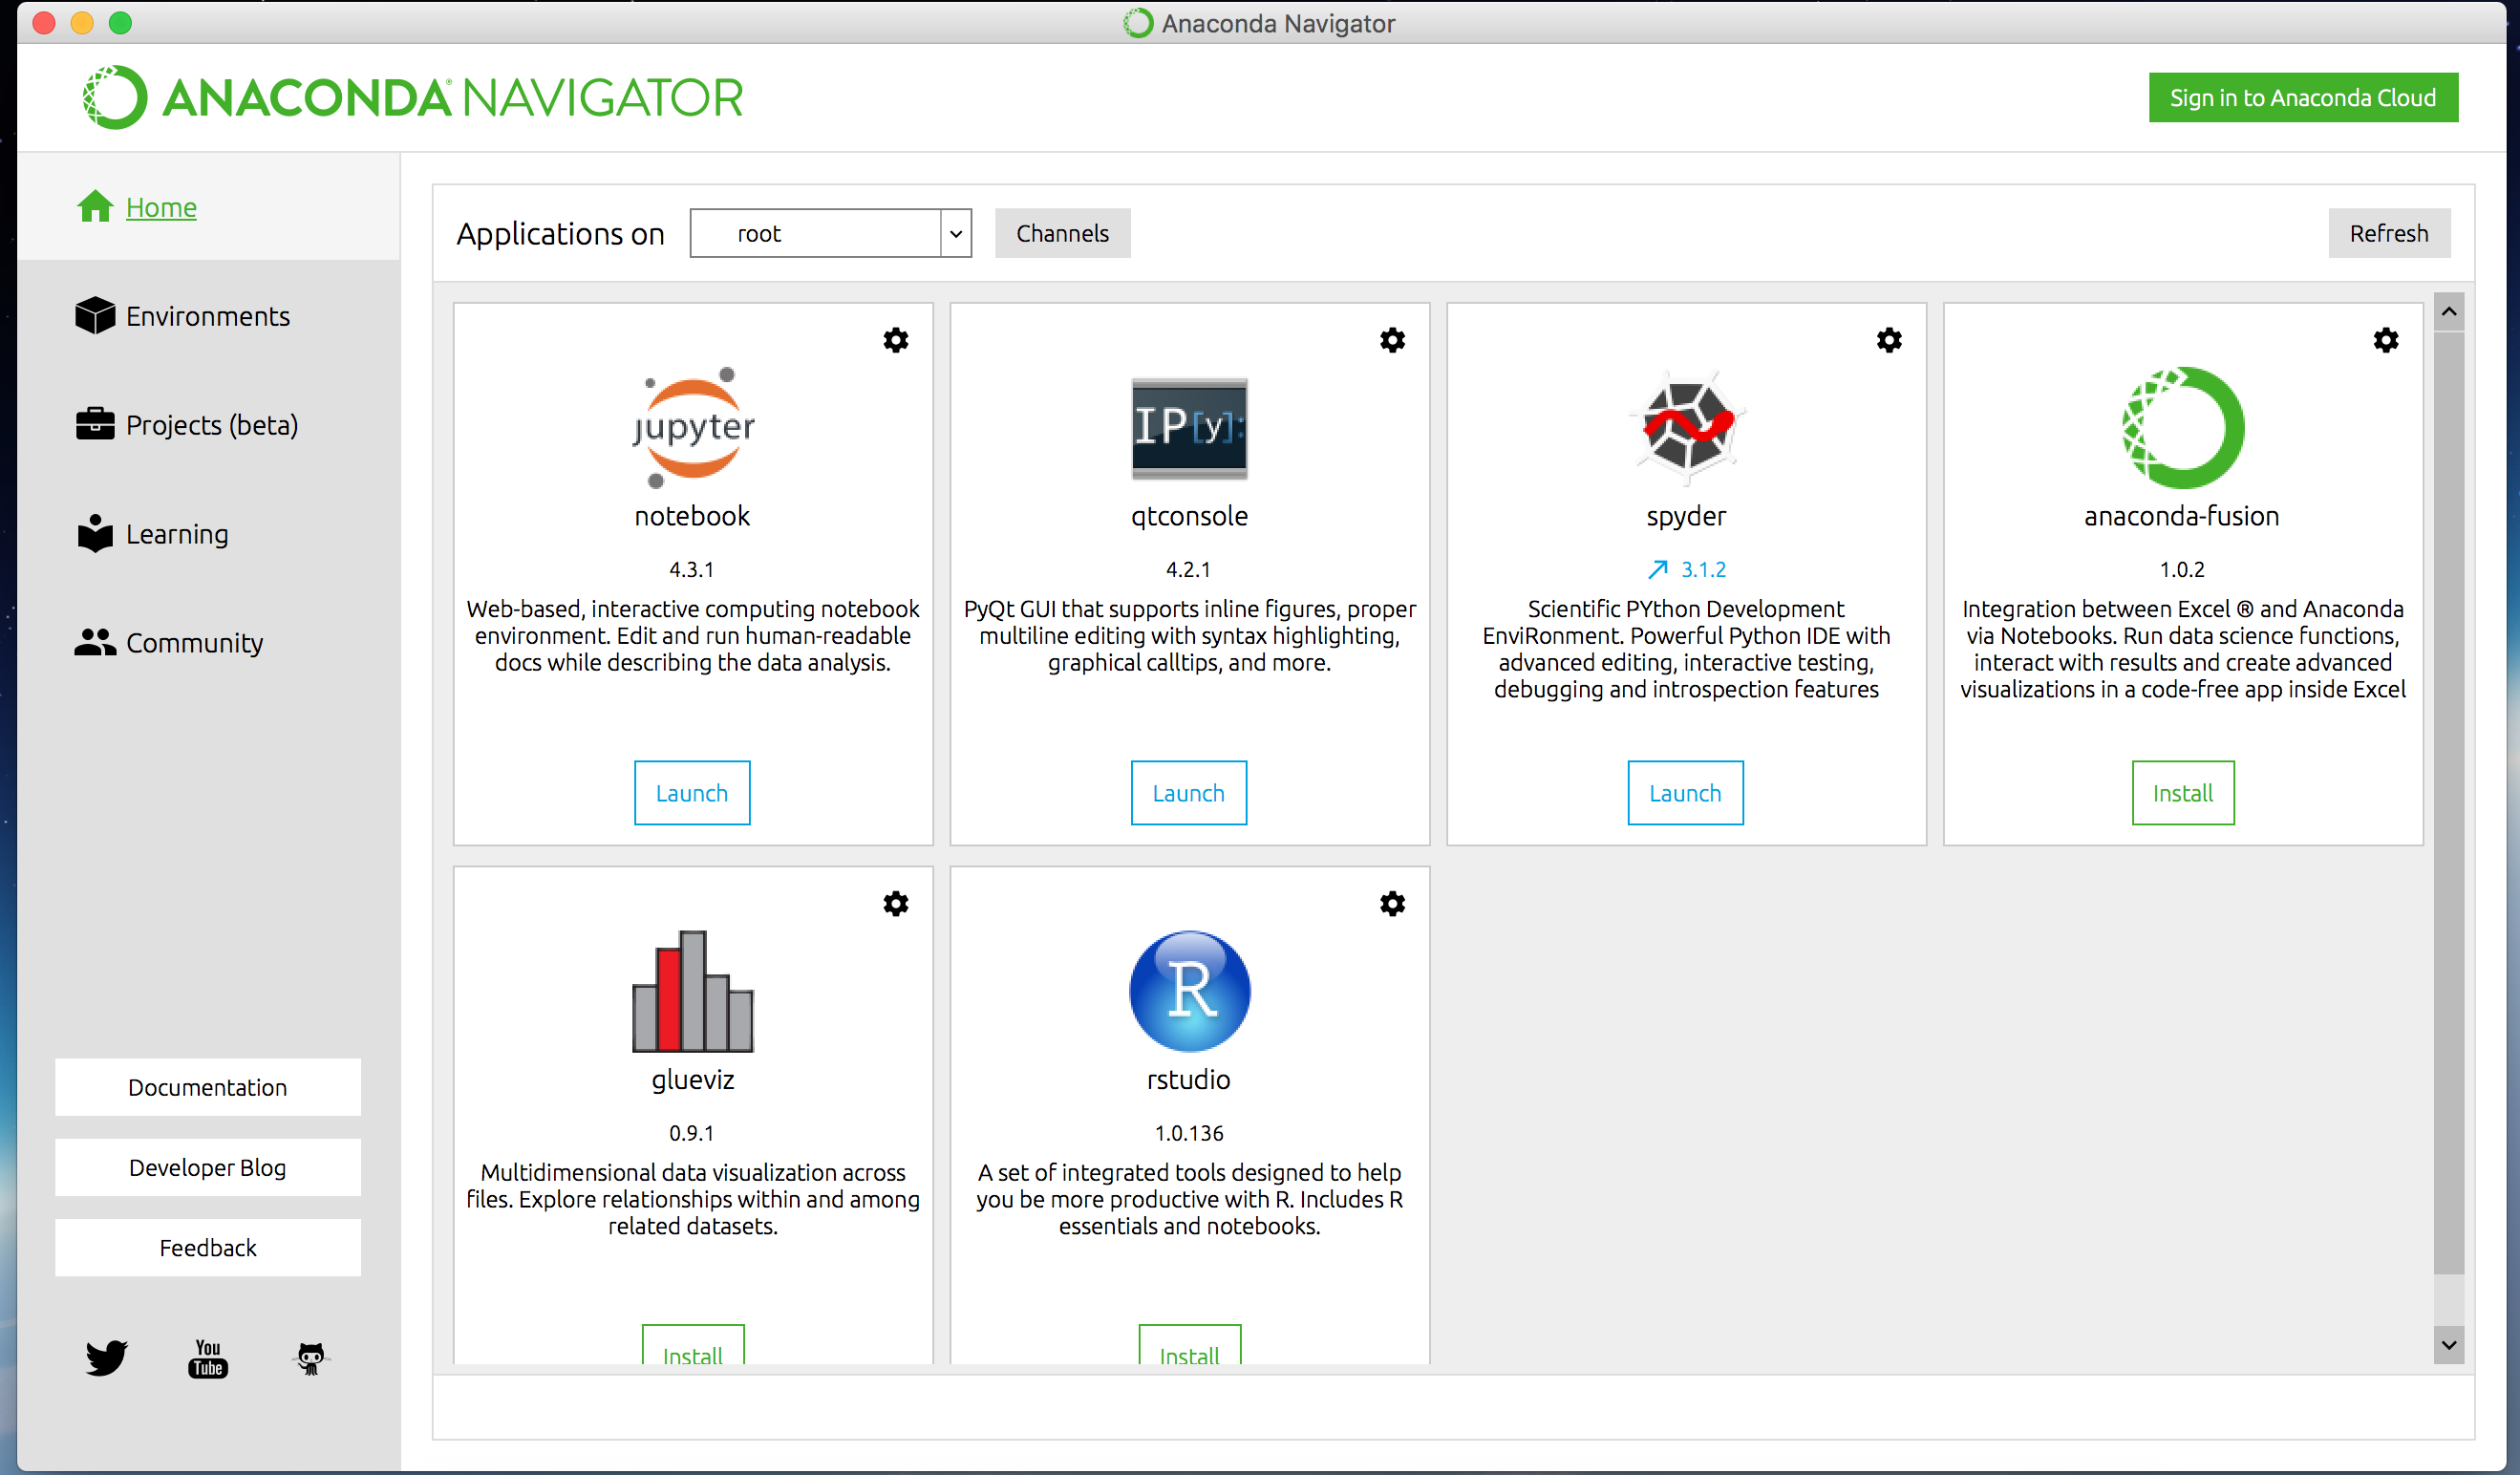 Anaconda Navigator
ANACONDA® NAVIGATOR
Sign in to Anaconda Cloud
Home
Environments
Projects (beta)
Learning
Community
Documentation
Developer Blog
Feedback
You
Tube
Applications on
root
Channels
Refresh
jupyter
notebook
4.3.1
Web-based, interactive computing notebook
environment. Edit and run human-readable
docs while describing the data analysis.
Launch
IP[y]:
qtconsole
4.2.1
PyQt GUI that supports inline figures, proper
multiline editing with syntax highlighting,
graphical calltips, and more.
Launch
spyder
3.1.2
Scientific PYthon Development
EnviRonment. Powerful Python IDE with
advanced editing, interactive testing,
debugging and introspection features
Launch
anaconda-fusion
1.0.2
Integration between Excel ® and Anaconda
via Notebooks. Run data science functions,
interact with results and create advanced
visualizations in a code-free app inside Excel
Install
glueviz
0.9.1
Multidimensional data visualization across
files. Explore relationships within and among
related datasets.
Install
R
rstudio
1.0.136
A set of integrated tools designed to help
you be more productive with R. Includes R
essentials and notebooks.
Install